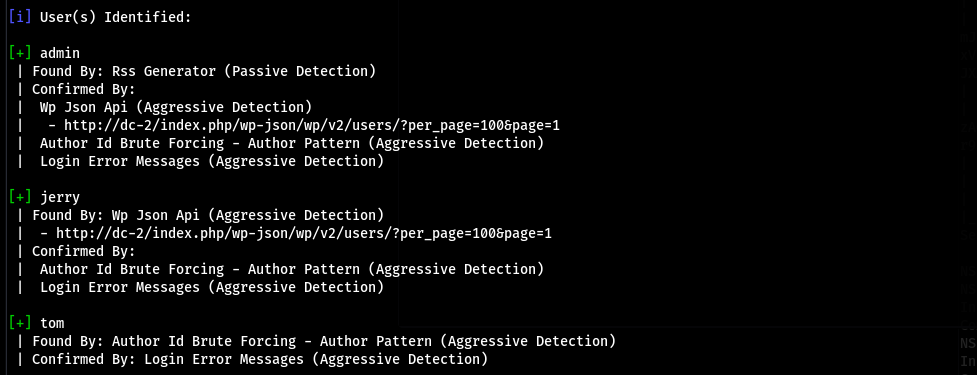 [i] User(s) Identified:
[+] admin
| Found By: Rss Generator (Passive Detection)
| Confirmed By:
|  Wp Json Api (Aggressive Detection)
|   - http://dc-2/index.php/wp-json/wp/v2/users/?per_page=100&page=1
|  Author Id Brute Forcing - Author Pattern (Aggressive Detection)
|  Login Error Messages (Aggressive Detection)
[+] jerry
| Found By: Wp Json Api (Aggressive Detection)
|  - http://dc-2/index.php/wp-json/wp/v2/users/?per_page=100&page=1
| Confirmed By:
|  Author Id Brute Forcing - Author Pattern (Aggressive Detection)
|  Login Error Messages (Aggressive Detection)
[+] tom
| Found By: Author Id Brute Forcing - Author Pattern (Aggressive Detection)
| Confirmed By: Login Error Messages (Aggressive Detection)